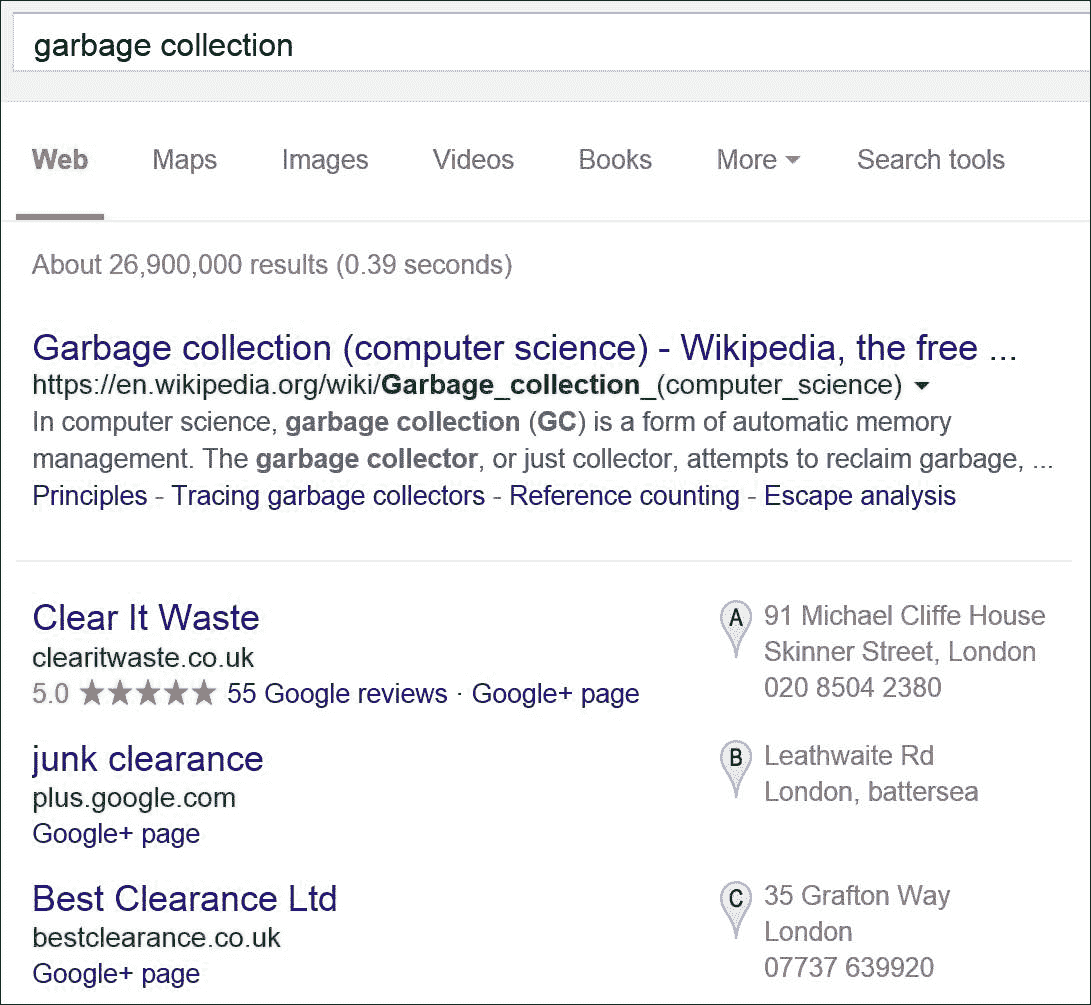 garbage collection
Web Maps Images Videos Books More Search tools
About 26,900,000 results (0.39 seconds)
Garbage collection (computer science) - Wikipedia, the free ...
https://en.wikipedia.org/wiki/Garbage_collection_(computer_science)
In computer science, garbage collection (GC) is a form of automatic memory
management. The garbage collector, or just collector, attempts to reclaim garbage, ...
Principles - Tracing garbage collectors - Reference counting - Escape analysis
Clear It Waste
clearitwaste.co.uk
5.0 ★★★★★ 55 Google reviews · Google+ page
A 91 Michael Cliffe House
Skinner Street, London
020 8504 2380
junk clearance
plus.google.com
Google+ page
B Leathwaite Rd
London, battersea
Best Clearance Ltd
bestclearance.co.uk
Google+ page
C 35 Grafton Way
London
07737 639920